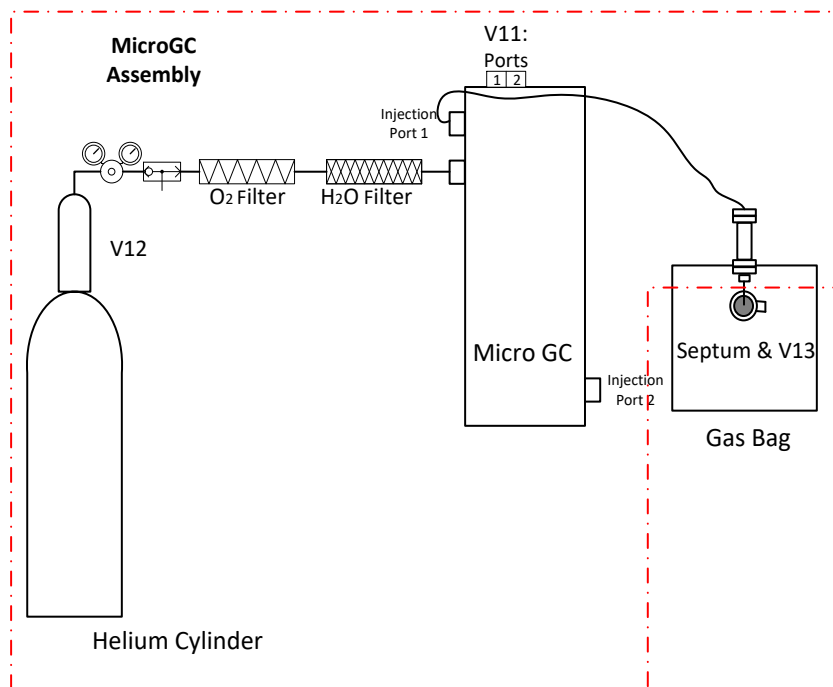 MicroGC
Assembly
V11:
Ports
1 2
Injection
Port 1
O2 Filter
H2O Filter
V12
Micro GC
Septum & V13
Injection
Port 2
Gas Bag
Helium Cylinder